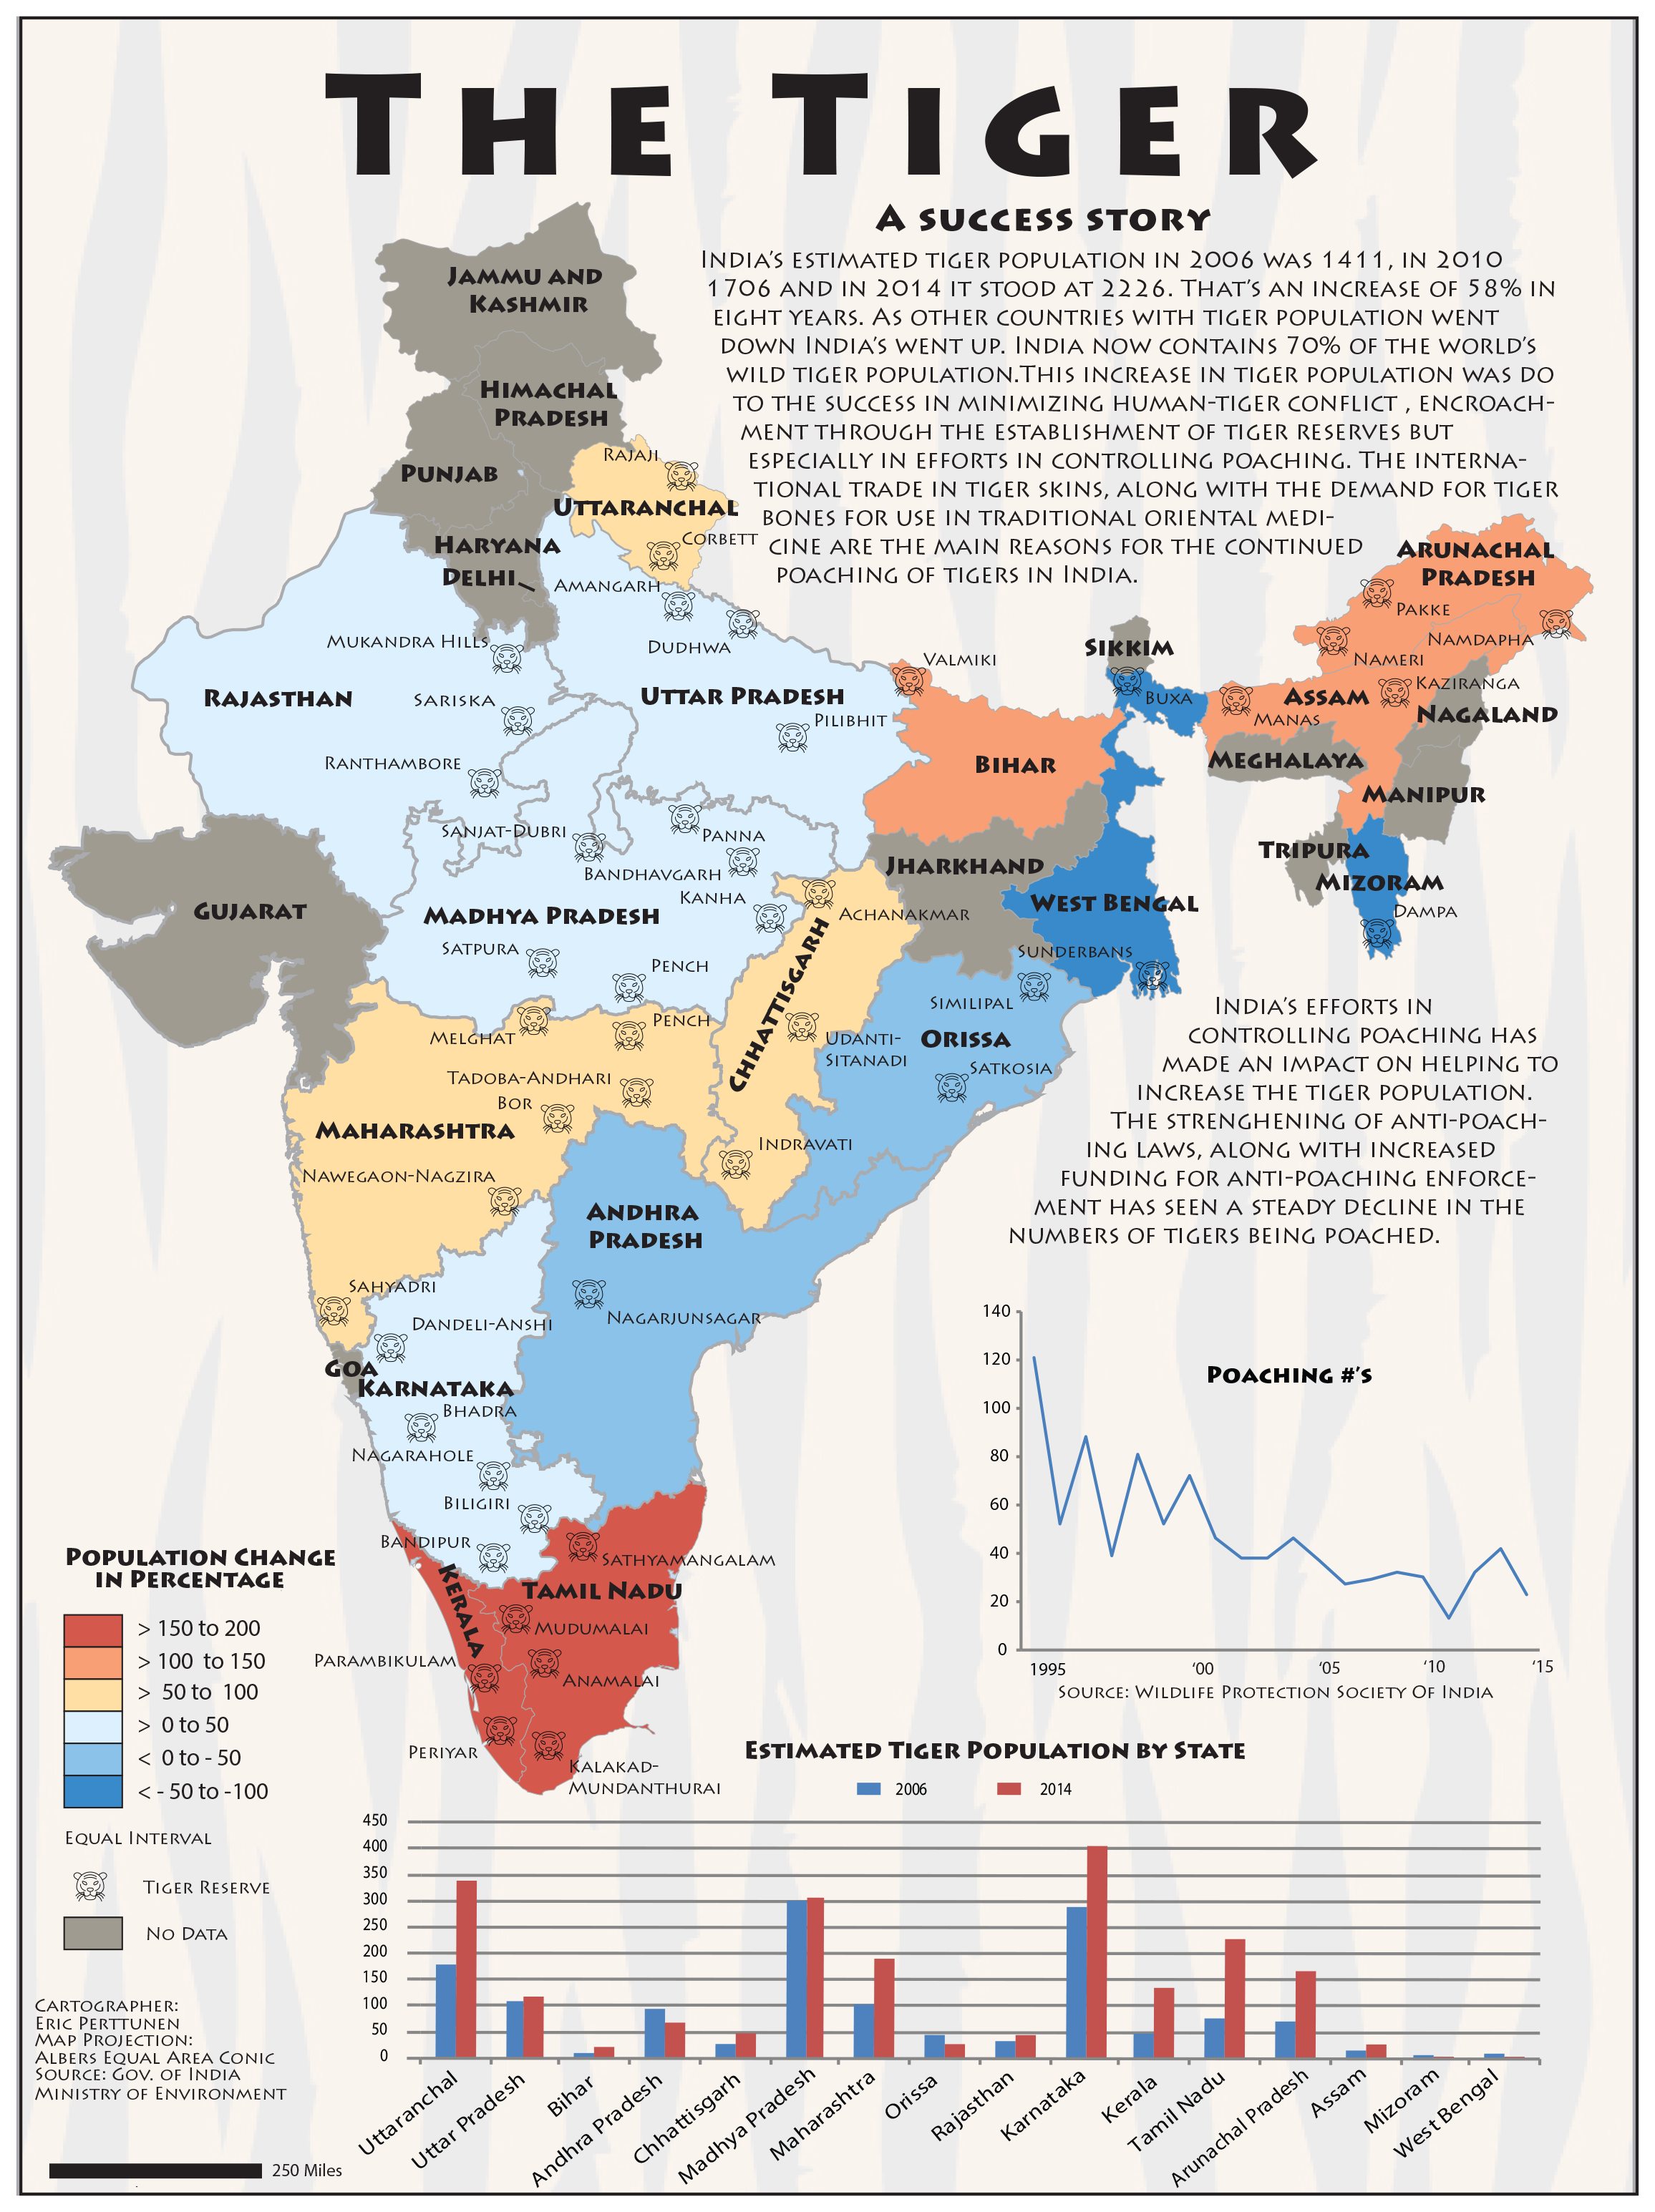 The Tiger
A success story
India's estimated tiger population in 2006 was 1411, in 2010
1706 and in 2014 it stood at 2226. That's an increase of 58% in
eight years. As other countries with tiger population went
down India's went up. India now contains 70% of the world's
wild tiger population.This increase in tiger population was do
to the success in minimizing human-tiger conflict , encroach-
ment through the establishment of tiger reserves but
especially in efforts in controlling poaching. The interna-
tional trade in tiger skins, along with the demand for tiger
bones for use in traditional oriental medi-
cine are the main reasons for the continued
poaching of tigers in India.
Jammu and
Kashmir
Himachal
Pradesh
Punjab
Rajaji
Uttaranchal
Corbett
Haryana
Delhi
Amangarh
Dudhwa
Mukandra Hills
Rajasthan
Sariska
Ranthambore
Uttar Pradesh
Pilibhit
Valmiki
Bihar
Sikkim
Buxa
Arunachal
Pradesh
Pakke
Namdapha
Nameri
Kaziranga
Assam
Manas
Nagaland
Meghalaya
Manipur
Tripura
Mizoram
Dampa
Sanjat-Dubri
Panna
Bandhavgarh
Kanha
Jharkhand
West Bengal
Sunderbans
Gujarat
Madhya Pradesh
Satpura
Pench
Achanakmar
Chhattisgarh
Similipal
Orissa
Satkosia
Udanti-
Sitanadi
Melghat
Pench
Tadoba-Andhari
Bor
Maharashtra
Indravati
Nawegaon-Nagzira
Andhra
Pradesh
Nagarjunsagar
Sahyadri
Dandeli-Anshi
Goa
Karnataka
Bhadra
Nagarahole
Biligiri
Bandipur
Sathyamangalam
Kerala
Tamil Nadu
Mudumalai
Parambikulam
Anamalai
Periyar
Kalakad-
Mundanthurai
India's efforts in
controlling poaching has
made an impact on helping to
increase the tiger population.
The strenghening of anti-poach-
ing laws, along with increased
funding for anti-poaching enforce-
ment has seen a steady decline in the
numbers of tigers being poached.
Poaching #'s
140
120
100
80
60
40
20
0
1995 '00 '05 '10 '15
Source: Wildlife Protection Society Of India
Population Change
in Percentage
> 150 to 200
> 100 to 150
> 50 to 100
> 0 to 50
< 0 to - 50
< - 50 to -100
Equal Interval
Tiger Reserve
No Data
Cartographer:
Eric Perttunen
Map Projection:
Albers Equal Area Conic
Source: Gov. of India
Ministry of Environment
250 Miles
Estimated Tiger Population by State
2006 2014
450
400
350
300
250
200
150
100
50
0
Uttaranchal
Uttar Pradesh
Bihar
Andhra Pradesh
Chhattisgarh
Madhya Pradesh
Maharashtra
Orissa
Rajasthan
Karnataka
Kerala
Tamil Nadu
Arunachal Pradesh
Assam
Mizoram
West Bengal